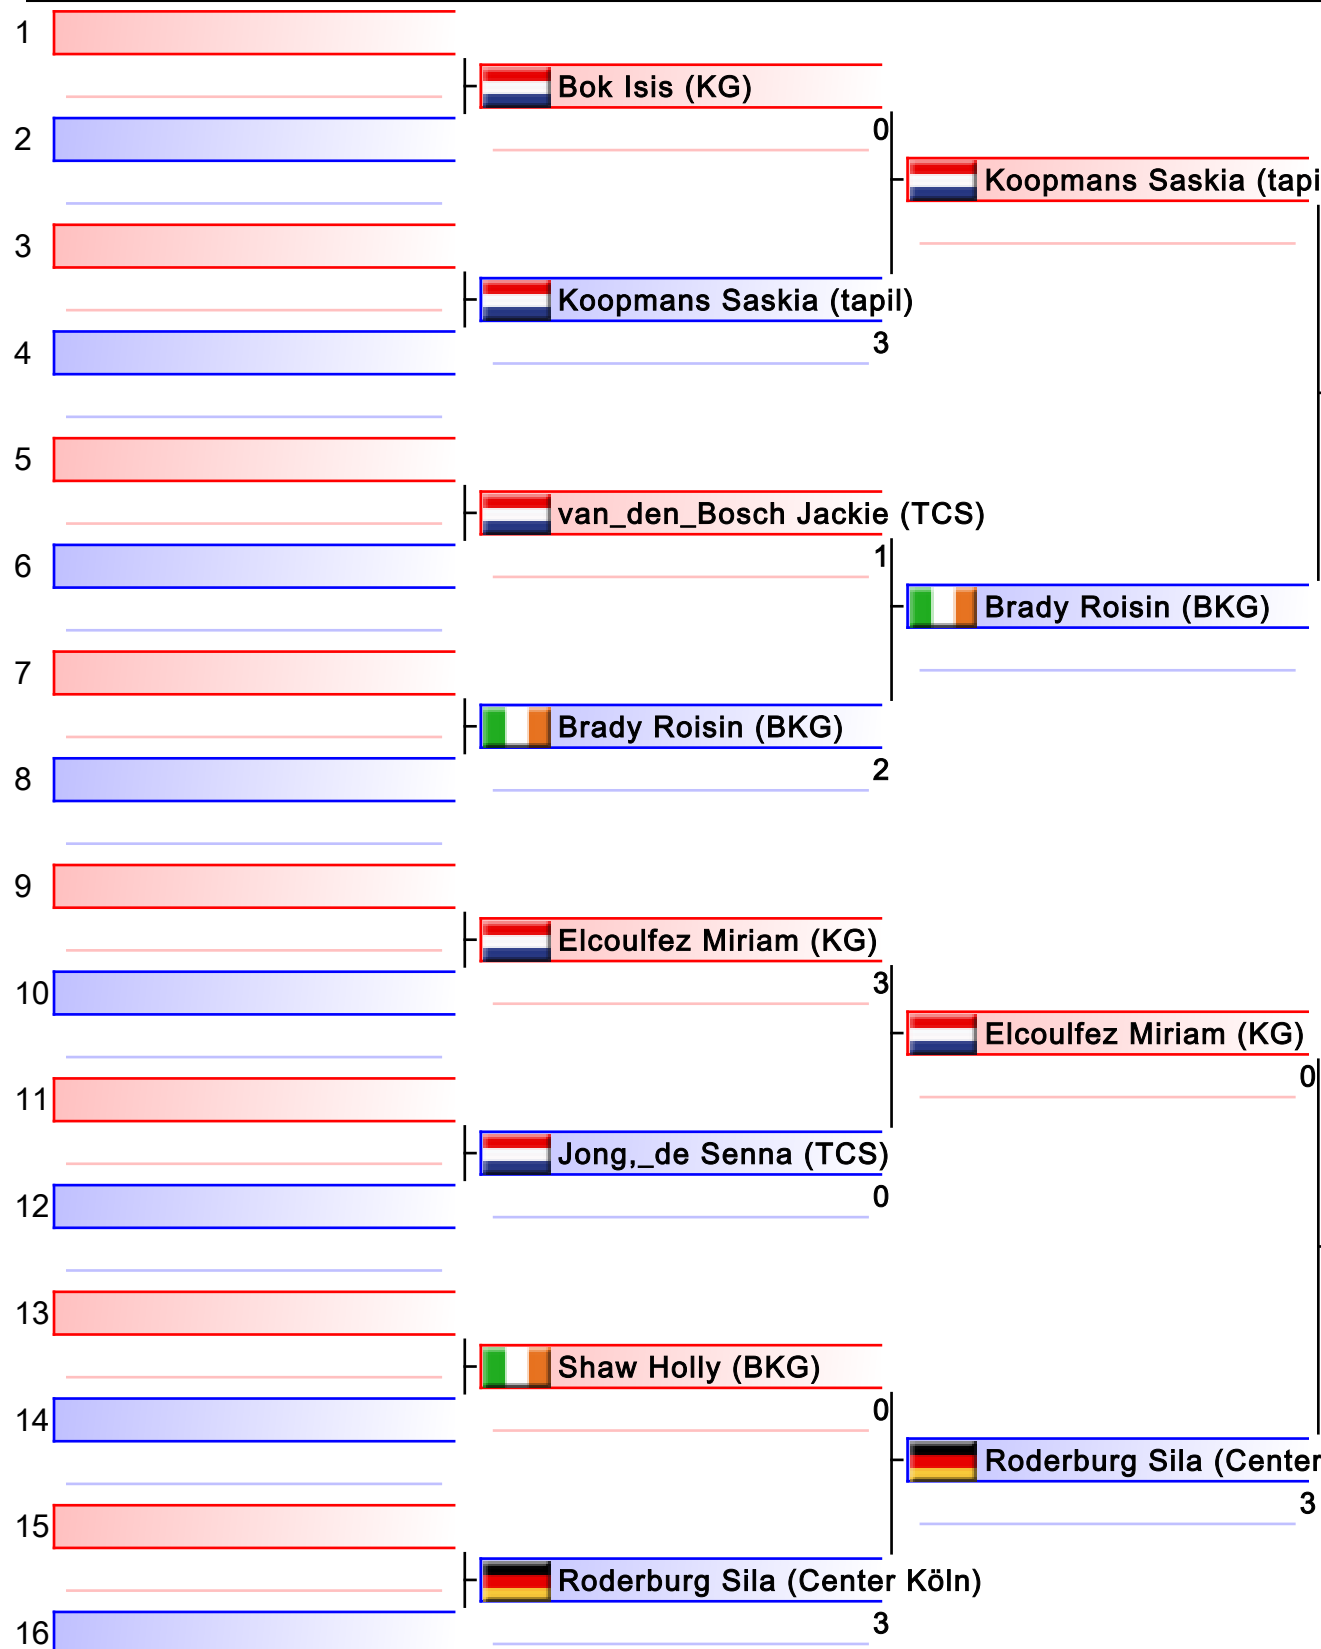 1
Bok Isis (KG)
0
2
Koopmans Saskia (tapi
3
Koopmans Saskia (tapil)
3
4
5
van_den_Bosch Jackie (TCS)
1
6
Brady Roisin (BKG)
7
Brady Roisin (BKG)
2
8
9
Elcoulfez Miriam (KG)
3
10
Elcoulfez Miriam (KG)
0
11
Jong,_de Senna (TCS)
0
12
13
Shaw Holly (BKG)
0
14
Roderburg Sila (Center
3
15
Roderburg Sila (Center Köln)
3
16